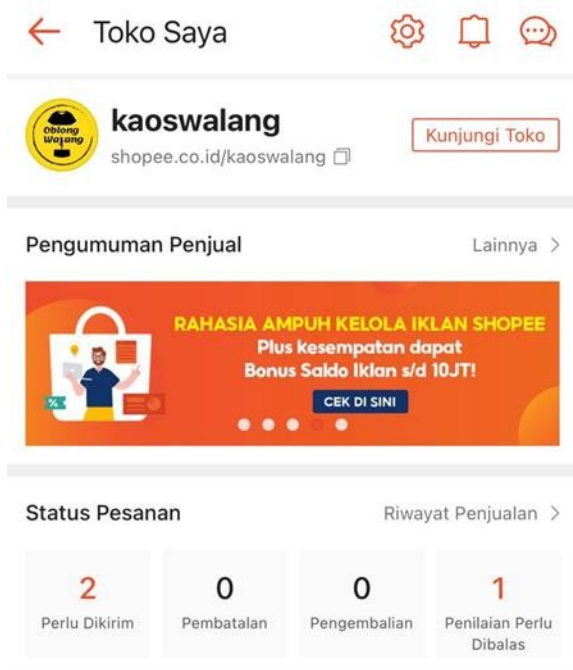 Toko Saya
Oblong
Wayang
kaoswalang
shopee.co.id/kaoswalang
Kunjungi Toko
Pengumuman Penjual
Lainnya
RAHASIA AMPUH KELOLA IKLAN SHOPEE
Plus kesempatan dapat
Bonus Saldo Iklan s/d 10JT!
CEK DI SINI
%
Status Pesanan
Riwayat Penjualan
2
Perlu Dikirim
0
Pembatalan
0
Pengembalian
1
Penilaian Perlu
Dibalas